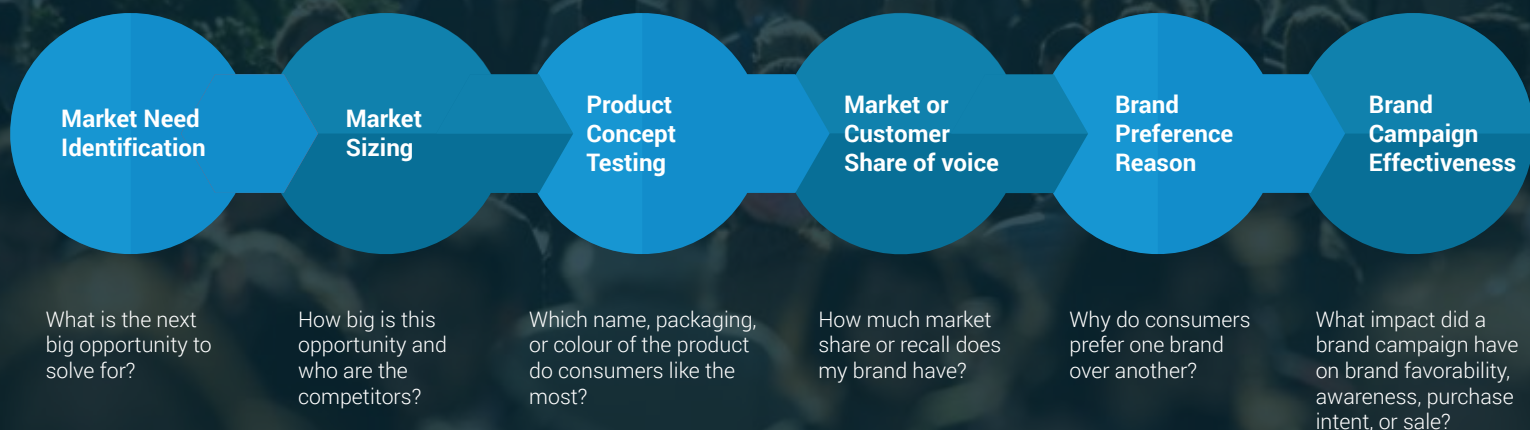 Market Need
Identification
Market
Sizing
Product
Concept
Testing
Market or
Customer
Share of voice
Brand
Preference
Reason
Brand
Campaign
Effectiveness
What is the next
big opportunity to
solve for?
How big is this
opportunity and
who are the
competitors?
Which name, packaging,
or colour of the product
do consumers like the
most?
How much market
share or recall does
my brand have?
Why do consumers
prefer one brand
over another?
What impact did a
brand campaign have
on brand favorability,
awareness, purchase
intent, or sale?